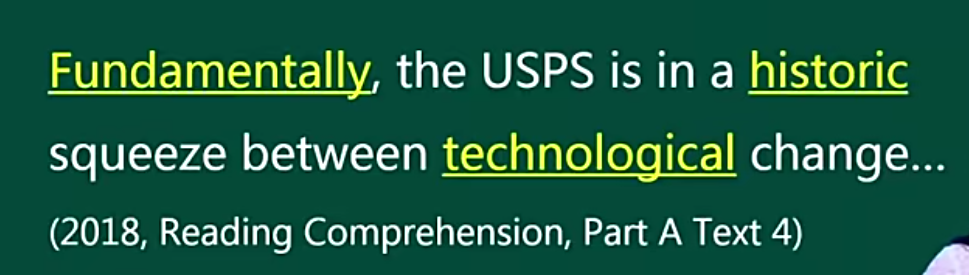 Fundamentally, the USPS is in a historic
squeeze between technological change...
(2018, Reading Comprehension, Part A Text 4)